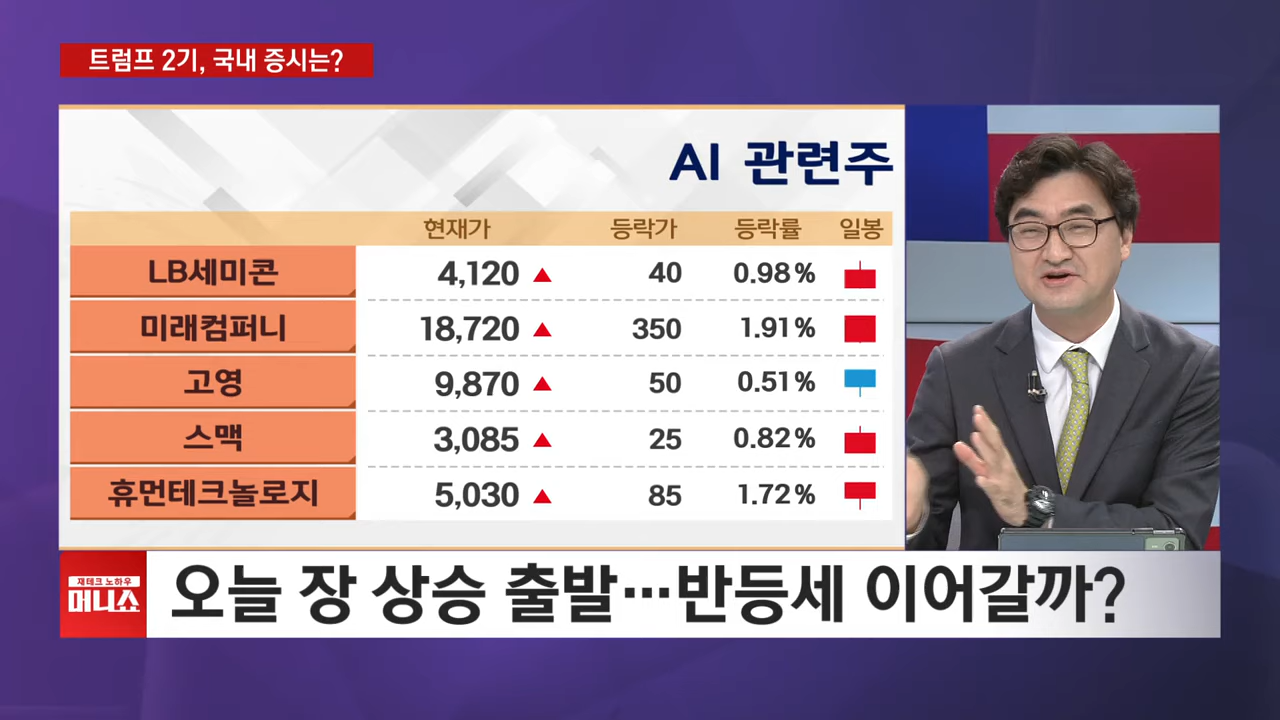 트럼프 2기, 국내 증시는?
AI 관련주
현재가 등락가 등락률 일봉
LB세미콘 4,120 ▲ 40 0.98%
미래컴퍼니 18,720 ▲ 350 1.91%
고영 9,870 ▲ 50 0.51%
스맥 3,085 ▲ 25 0.82%
휴먼테크놀로지 5,030 ▲ 85 1.72%
재테크 노하우
머니쇼
오늘 장 상승 출발…반등세 이어갈까?